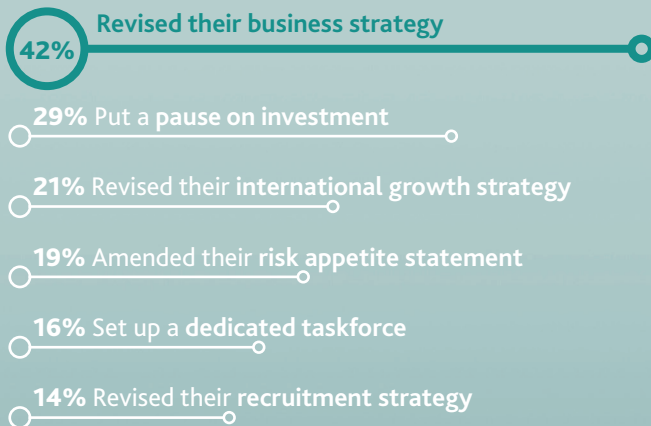 Revised their business strategy
42%
29% Put a pause on investment
21% Revised their international growth strategy
19% Amended their risk appetite statement
16% Set up a dedicated taskforce
14% Revised their recruitment strategy